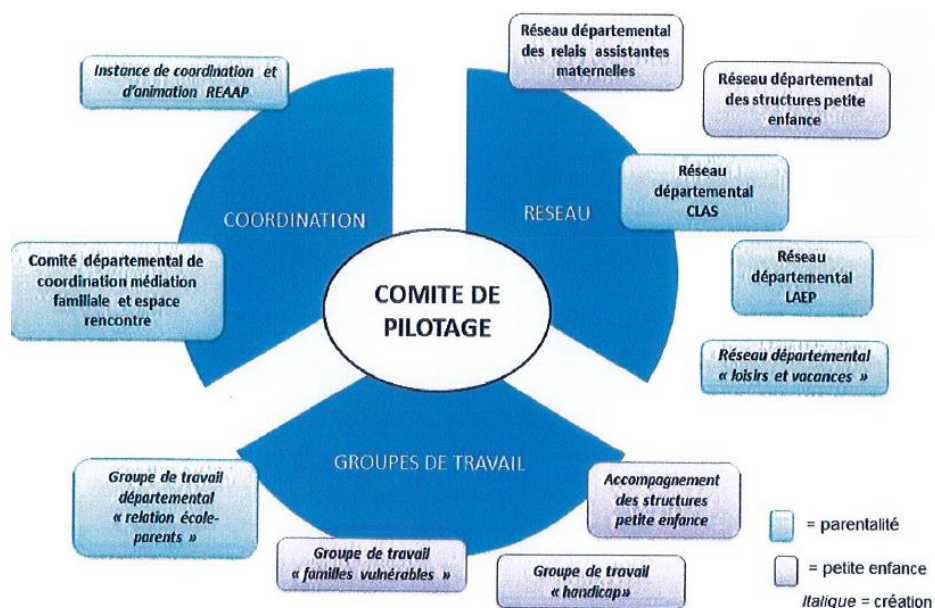 Instance de coordination et
d'animation REAAP
Réseau départemental
des relais assistantes
maternelles
Réseau départemental
des structures petite
enfance
Réseau
départemental
CLAS
COORDINATION
RESEAU
Comité départemental de
coordination médiation
familiale et espace
rencontre
COMITE DE
PILOTAGE
Réseau
départemental
LAEP
Réseau départemental
« loisirs et vacances »
GROUPES DE TRAVAIL
Groupe de travail
départemental
« relation école-
parents »
Groupe de travail
« familles vulnérables »
Groupe de travail
« handicap»
Accompagnement
des structures
petite enfance
= parentalité
= petite enfance
Italique = création